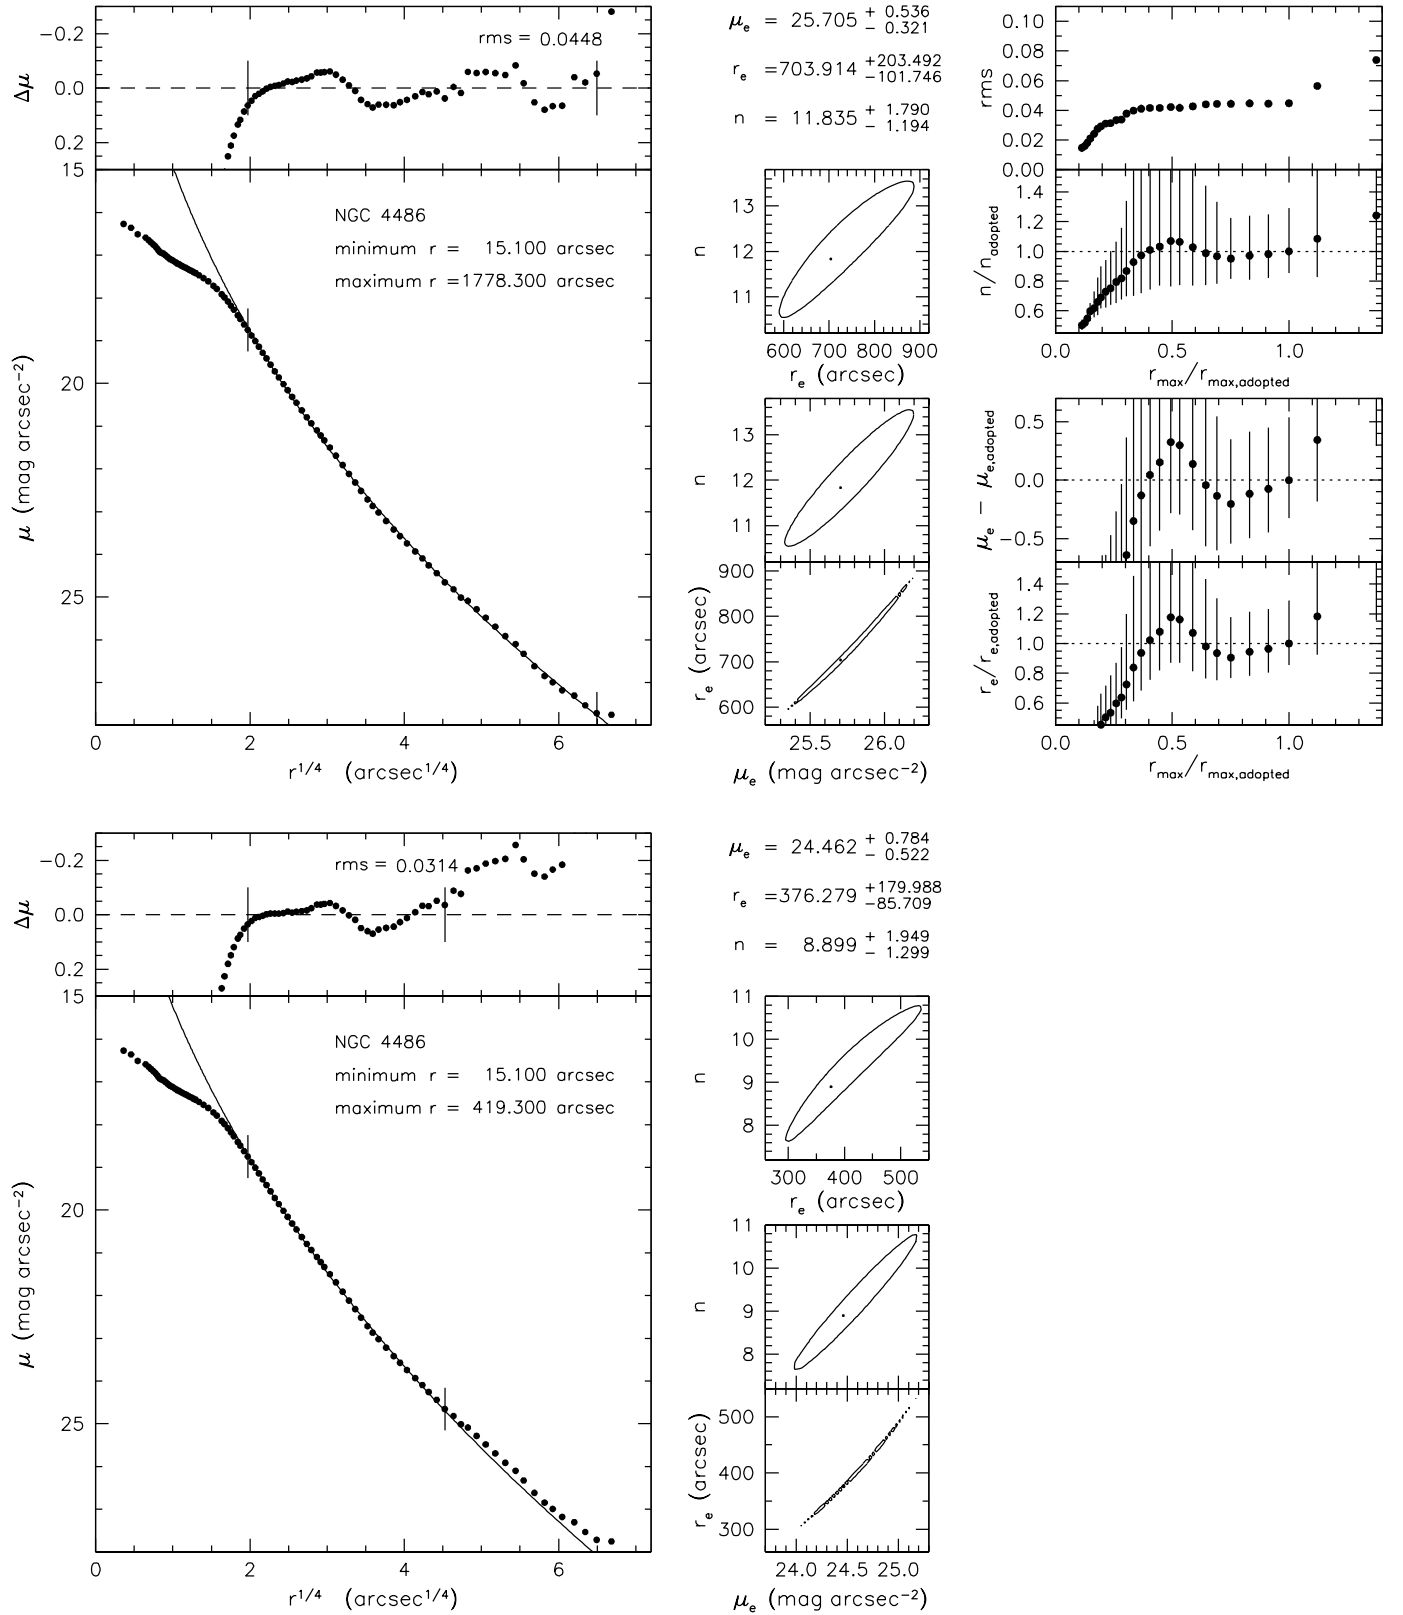 rms = 0.0448
−0.2
0.0
0.2
Δμ
NGC 4486
minimum r = 15.100 arcsec
maximum r =1778.300 arcsec
15
20
25
μ (mag arcsec−2)
0 2 4 6
r1/4 (arcsec1/4)
μe = 25.705 + 0.536 − 0.321
re =703.914 +203.492 −101.746
n = 11.835 + 1.790 − 1.194
13
12
11
n
600 700 800 900
re (arcsec)
13
12
11
n
900
800
700
600
re (arcsec)
25.5 26.0
μe (mag arcsec−2)
0.10
0.08
0.06
0.04
0.02
0.00
rms
1.4
1.2
1.0
0.8
0.6
n/nadopted
0.0 0.5 1.0
rmax/rmax,adopted
0.5
0.0
−0.5
μe − μe,adopted
1.4
1.2
1.0
0.8
0.6
re/re,adopted
0.0 0.5 1.0
rmax/rmax,adopted
rms = 0.0314
−0.2
0.0
0.2
Δμ
NGC 4486
minimum r = 15.100 arcsec
maximum r = 419.300 arcsec
15
20
25
μ (mag arcsec−2)
0 2 4 6
r1/4 (arcsec1/4)
μe = 24.462 + 0.784 − 0.522
re =376.279 +179.988 −85.709
n = 8.899 + 1.949 − 1.299
11
10
9
8
n
300 400 500
re (arcsec)
11
10
9
8
n
500
400
300
re (arcsec)
24.0 24.5 25.0
μe (mag arcsec−2)